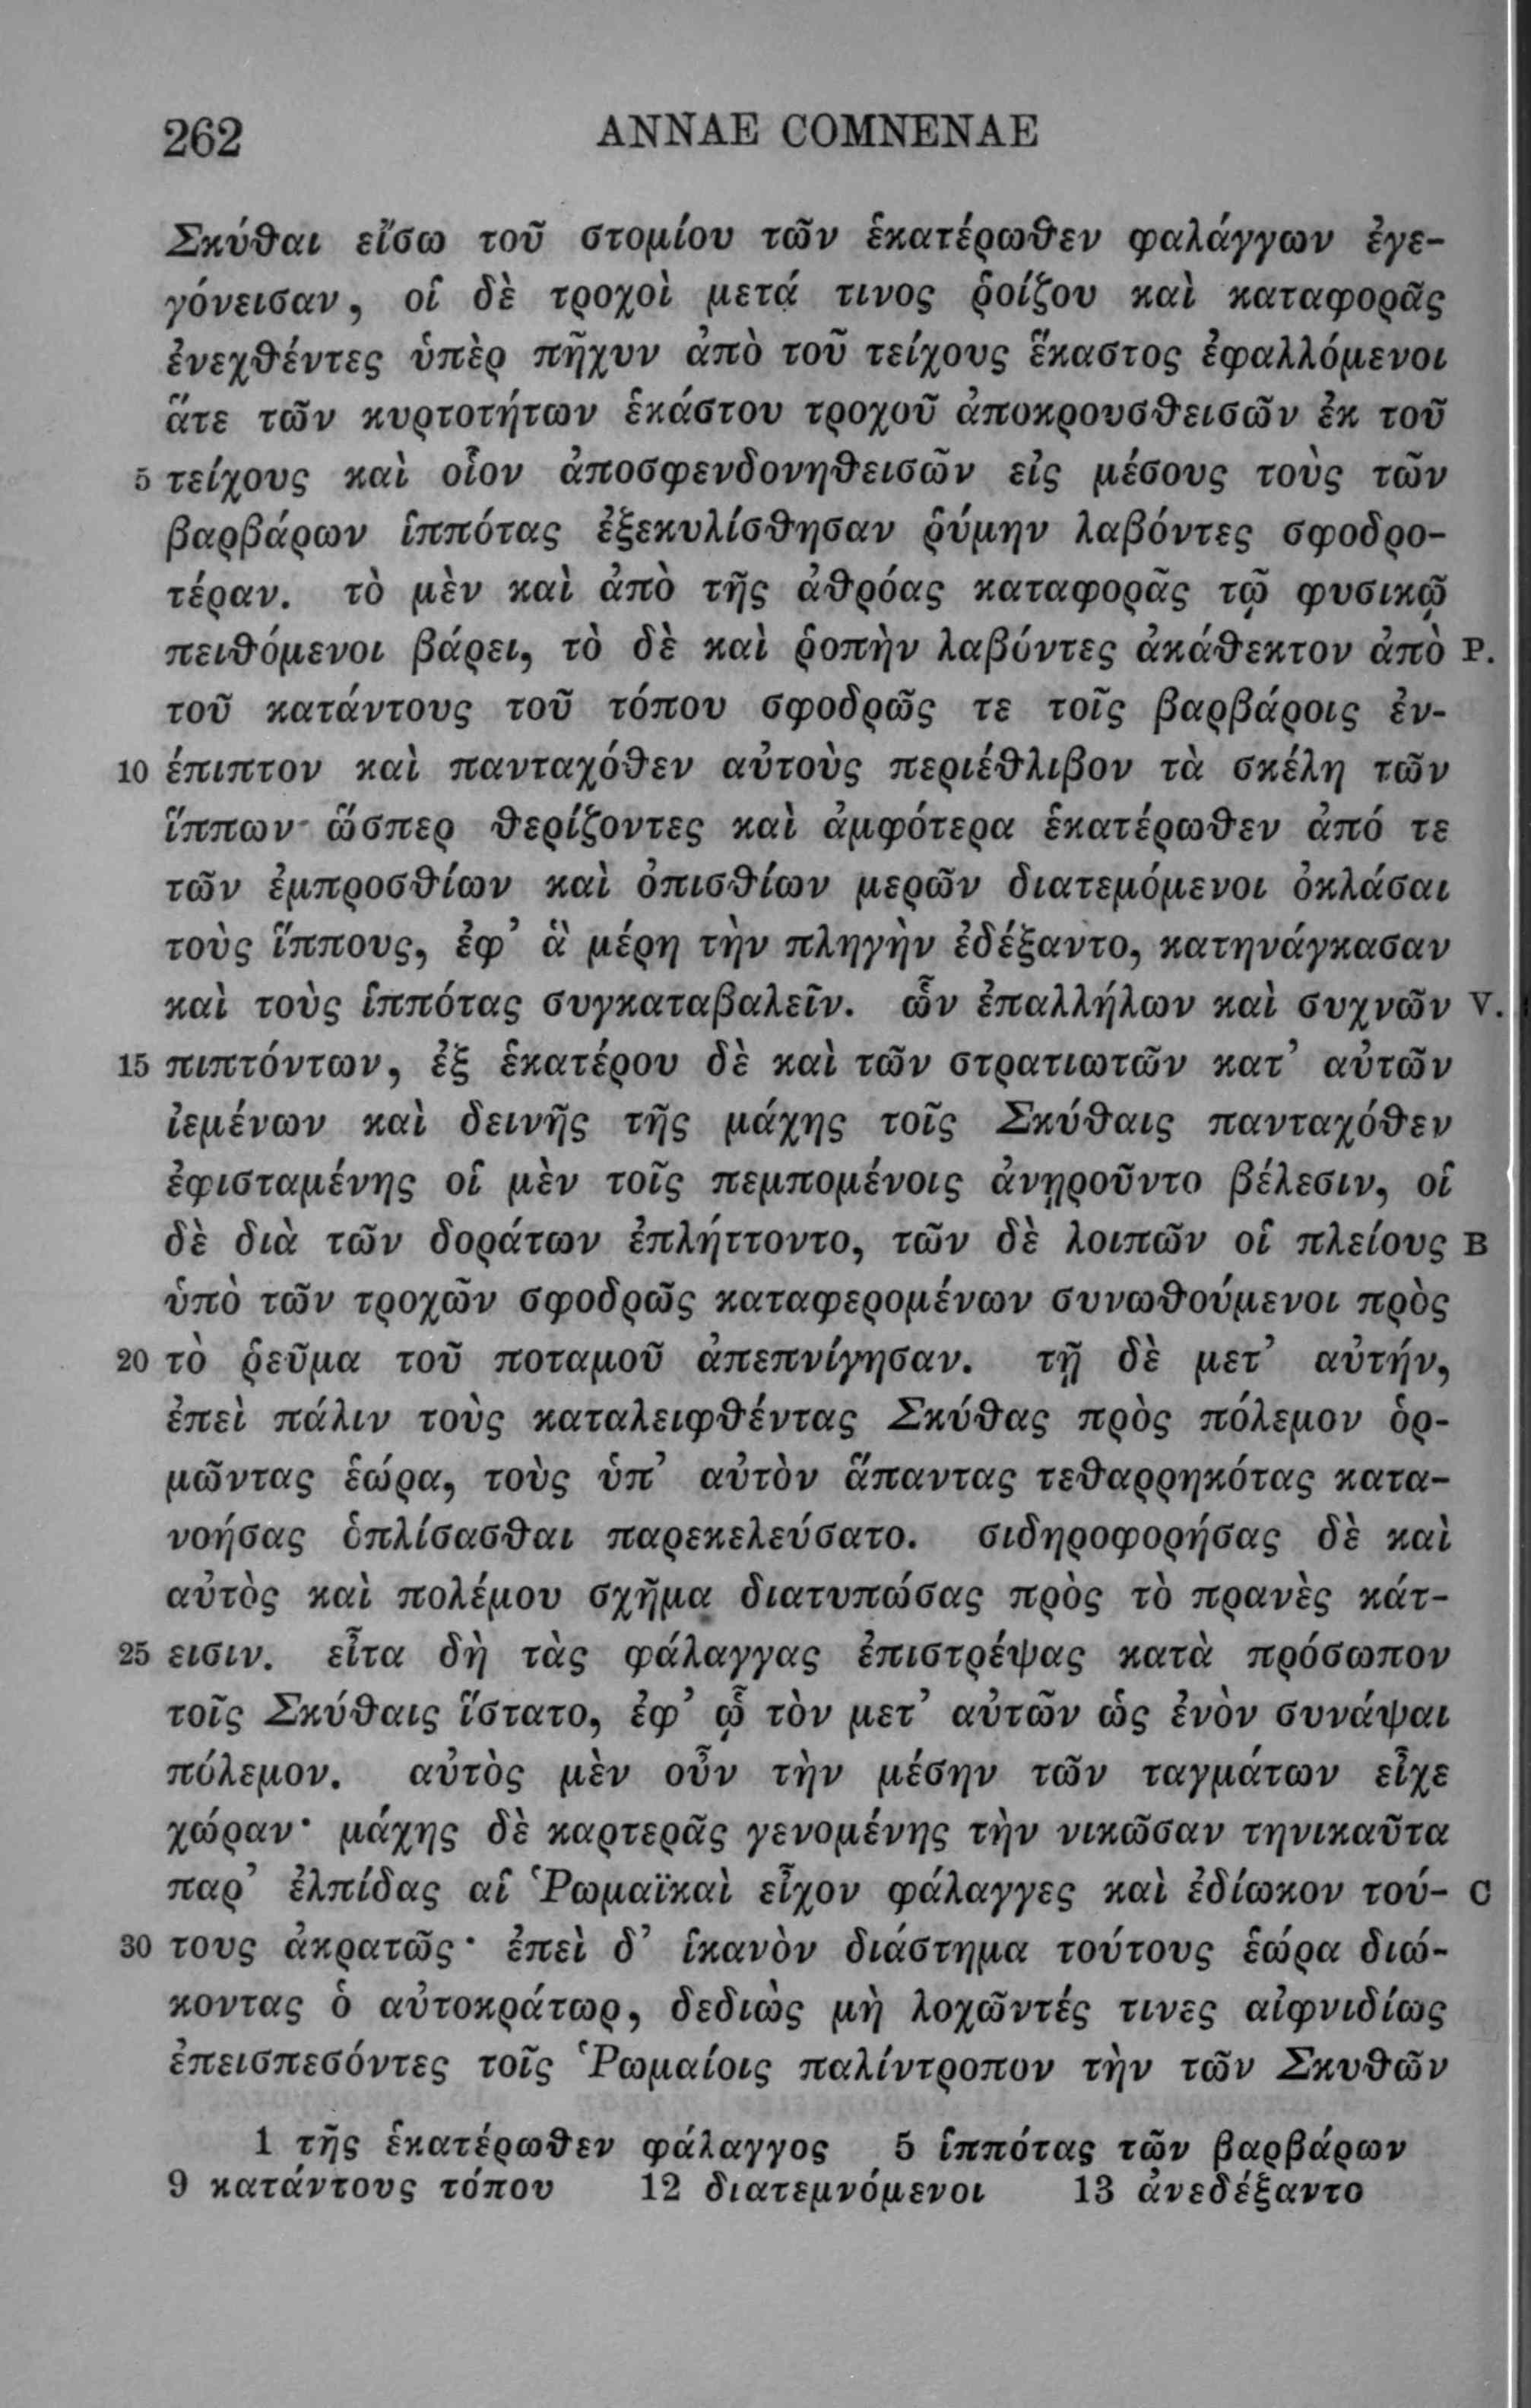 262 ANNAE COMNENAE
Σκύθαι εἴσω τοῦ στομίου τῶν ἑκατέρωθεν φαλάγγων ἐγε-
γόνεισαν, οἱ δὲ τροχοὶ μετά τινος ῥοίζου καὶ καταφορᾶς
ἐνεχθέντες ὑπὲρ πῆχυν ἀπὸ τοῦ τείχους ἕκαστος ἐφαλλόμενοι
ἅτε τῶν κυρτοτήτων ἑκάστου τροχοῦ ἀποκρουσθεισῶν ἐκ τοῦ
5 τείχους καὶ οἷον ἀποσφενδονηθεισῶν εἰς μέσους τοὺς τῶν
βαρβάρων ἱππότας ἐξεκυλίσθησαν ῥύμην λαβόντες σφοδρο-
τέραν. τὸ μὲν καὶ ἀπὸ τῆς ἀθρόας καταφορᾶς τῷ φυσικῷ
πειθόμενοι βάρει, τὸ δὲ καὶ ῥοπὴν λαβόντες ἀκάθεκτον ἀπὸ P.
τοῦ κατάντους τοῦ τόπου σφοδρῶς τε τοῖς βαρβάροις ἐν-
10 έπιπτον καὶ πανταχόθεν αὐτοὺς περιέθλιβον τὰ σκέλη τῶν
ἵππων ὥσπερ θερίζοντες καὶ ἀμφότερα ἑκατέρωθεν ἀπό τε
τῶν ἐμπροσθίων καὶ ὀπισθίων μερῶν διατεμόμενοι ὀκλάσαι
τοὺς ἵππους, ἐφ' ἃ μέρη τὴν πληγὴν ἐδέξαντο, κατηνάγκασαν
καὶ τοὺς ἱππότας συγκαταβαλεῖν. ὧν ἐπαλλήλων καὶ συχνῶν V.
15 πιπτόντων, ἐξ ἑκατέρου δὲ καὶ τῶν στρατιωτῶν κατ' αὐτῶν
ἱεμένων καὶ δεινῆς τῆς μάχης τοῖς Σκύθαις πανταχόθεν
ἐφισταμένης οἱ μὲν τοῖς πεμπομένοις ἀνῃροῦντο βέλεσιν, οἱ
δὲ διὰ τῶν δοράτων ἐπλήττοντο, τῶν δὲ λοιπῶν οἱ πλείους B
ὑπὸ τῶν τροχῶν σφοδρῶς καταφερομένων συνωθούμενοι πρὸς
20 τὸ ῥεῦμα τοῦ ποταμοῦ ἀπεπνίγησαν. τῇ δὲ μετ' αὐτήν,
ἐπεὶ πάλιν τοὺς καταλειφθέντας Σκύθας πρὸς πόλεμον ὁρ-
μῶντας ἑώρα, τοὺς ὑπ' αὐτὸν ἅπαντας τεθαρρηκότας κατα-
νοήσας ὁπλίσασθαι παρεκελεύσατο. σιδηροφορήσας δὲ καὶ
αὐτὸς καὶ πολέμου σχῆμα διατυπώσας πρὸς τὸ πρανὲς κάτ-
25 εισιν. εἶτα δὴ τὰς φάλαγγας ἐπιστρέψας κατὰ πρόσωπον
τοῖς Σκύθαις ἵστατο, ἐφ' ᾧ τὸν μετ' αὐτῶν ὡς ἐνὸν συνάψαι
πόλεμον. αὐτὸς μὲν οὖν τὴν μέσην τῶν ταγμάτων εἶχε
χώραν· μάχης δὲ καρτερᾶς γενομένης τὴν νικῶσαν τηνικαῦτα
παρ' ἐλπίδας αἱ Ῥωμαϊκαὶ εἶχον φάλαγγες καὶ ἐδίωκον τού- C
30 τους ἀκρατῶς· ἐπεὶ δ' ἱκανὸν διάστημα τούτους ἑώρα διώ-
κοντας ὁ αὐτοκράτωρ, δεδιὼς μὴ λοχῶντές τινες αἰφνιδίως
ἐπεισπεσόντες τοῖς Ῥωμαίοις παλίντροπον τὴν τῶν Σκυθῶν
1 τῆς ἑκατέρωθεν φάλαγγος 5 ἱππότας τῶν βαρβάρων
9 κατάντους τόπου 12 διατεμνόμενοι 13 ἀνεδέξαντο